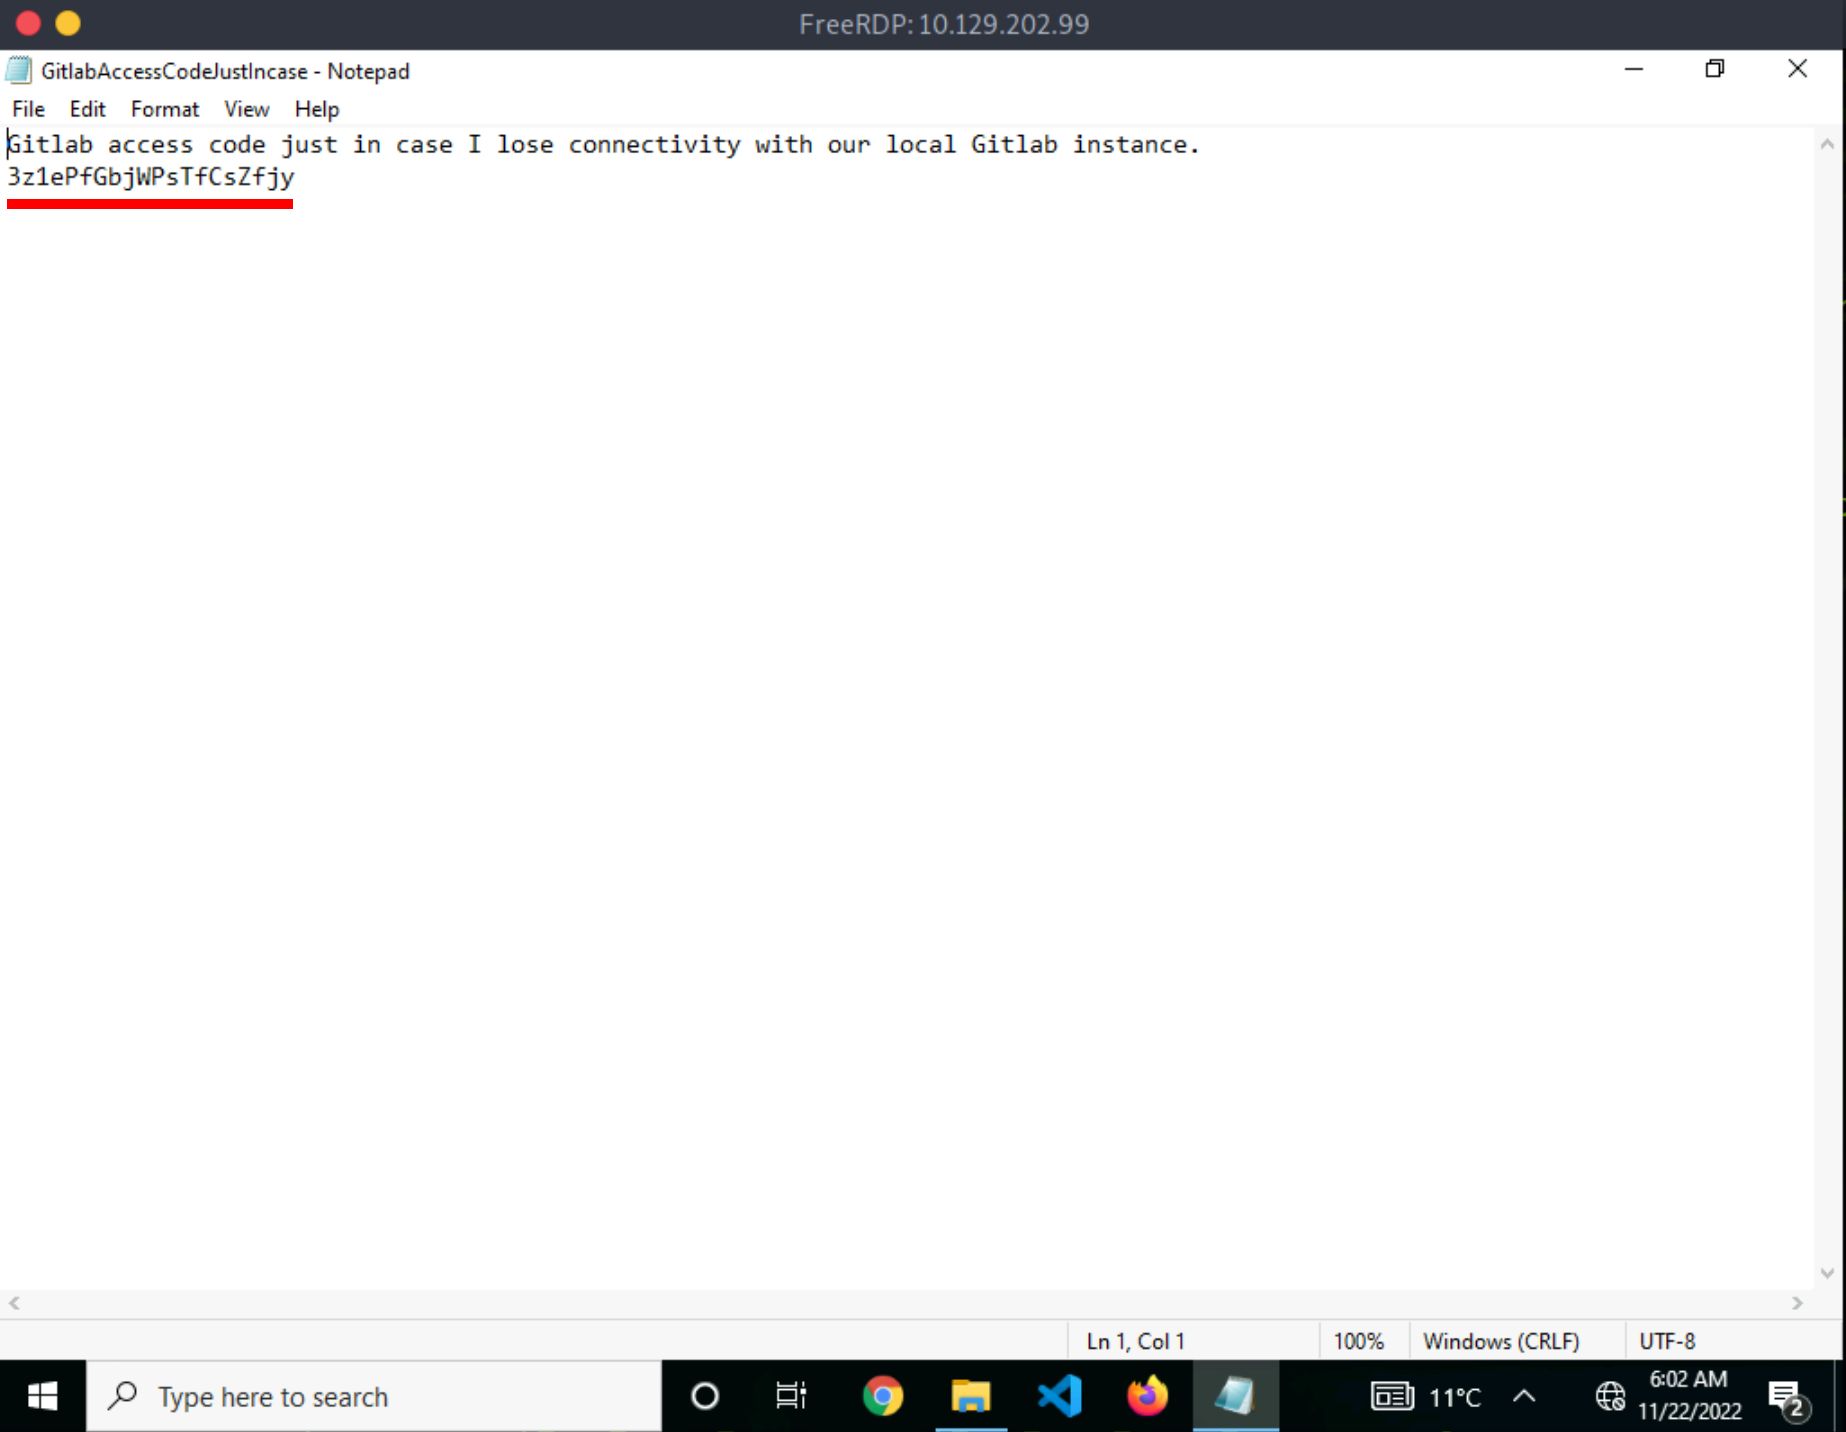 FreeRDP: 10.129.202.99
GitlabAccessCodeJustIncase - Notepad
File Edit Format View Help
Gitlab access code just in case I lose connectivity with our local Gitlab instance.
3z1ePfGbjWPsTfCsZfjy
Ln 1, Col 1 100% Windows (CRLF) UTF-8
Type here to search
11°C
6:02 AM
11/22/2022
2